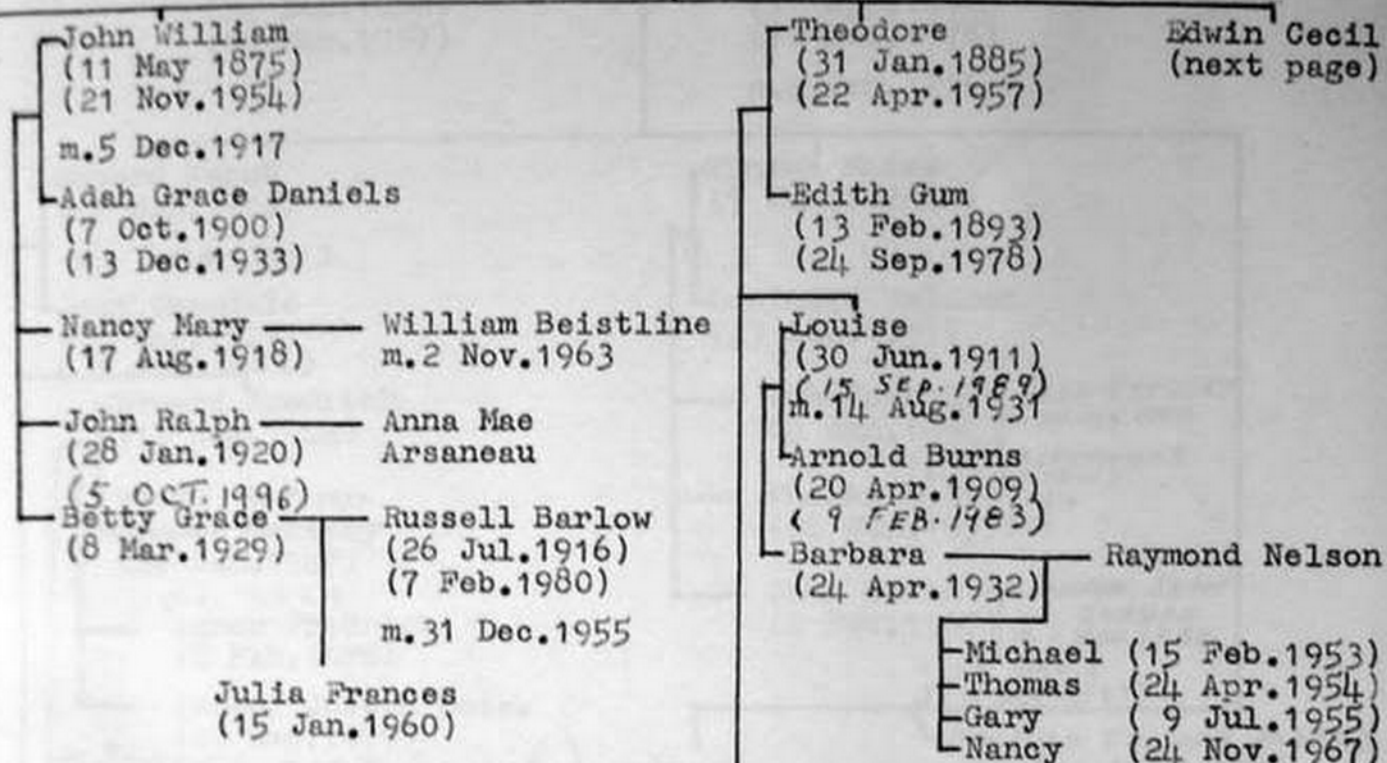 John William
(11 May 1875)
(21 Nov.1954)
m.5 Dec.1917
Adah Grace Daniels
(7 Oct.1900)
(13 Dec.1933)
Nancy Mary
(17 Aug.1918)
William Beistline
m.2 Nov.1963
John Ralph
(28 Jan.1920)
(5 OCT. 1996)
Anna Mae
Arsaneau
Betty Grace
(8 Mar.1929)
Russell Barlow
(26 Jul.1916)
(7 Feb.1980)
m.31 Dec.1955
Julia Frances
(15 Jan.1960)
Theodore
(31 Jan.1885)
(22 Apr.1957)
Edith Gum
(13 Feb.1893)
(24 Sep.1978)
Louise
(30 Jun.1911)
(15 SEP. 1989)
m.14 Aug.1931
Arnold Burns
(20 Apr.1909)
(9 FEB. 1983)
Barbara
(24 Apr.1932)
Raymond Nelson
Michael (15 Feb.1953)
Thomas (24 Apr.1954)
Gary ( 9 Jul.1955)
Nancy (24 Nov.1967)
Edwin Cecil
(next page)